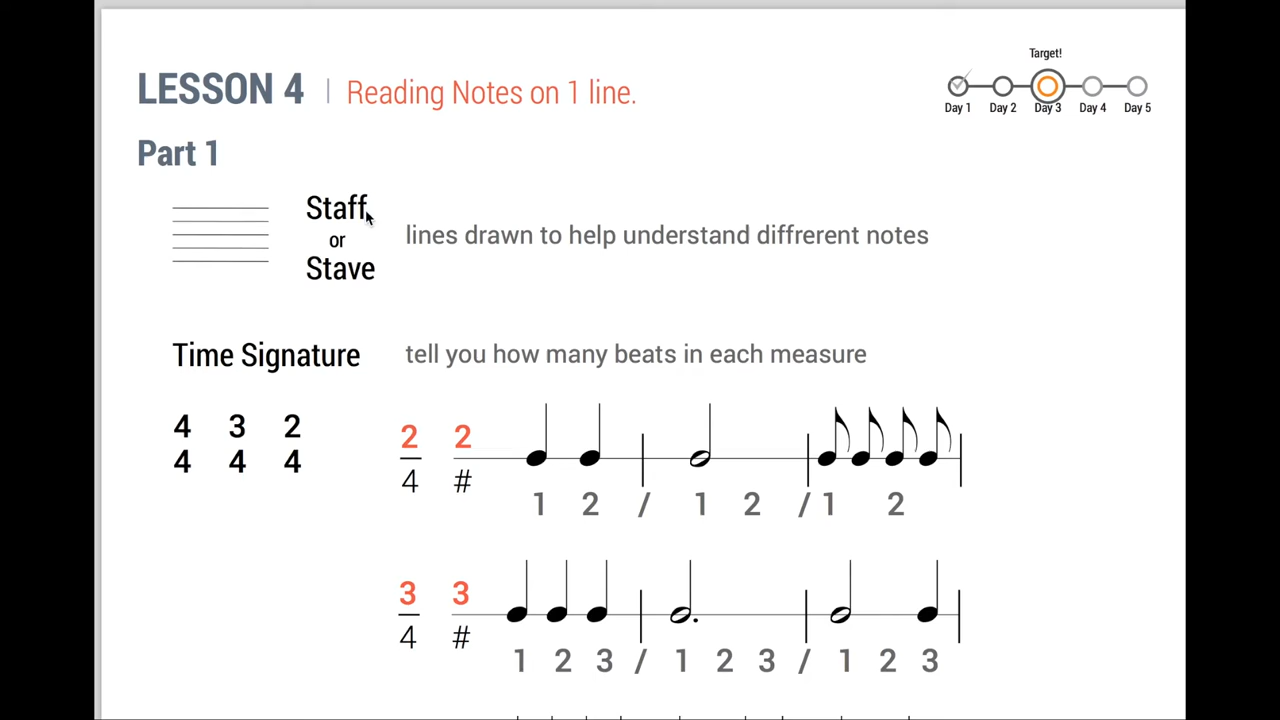 Target!
LESSON 4 | Reading Notes on 1 line.
Day 1 Day 2 Day 3 Day 4 Day 5
Part 1
Staff
or
Stave
lines drawn to help understand diffrerent notes
Time Signature
tell you how many beats in each measure
4 3 2
4 4 4
2 2
4 #
1 2 / 1 2 / 1 2
3 3
4 #
1 2 3 / 1 2 3 / 1 2 3